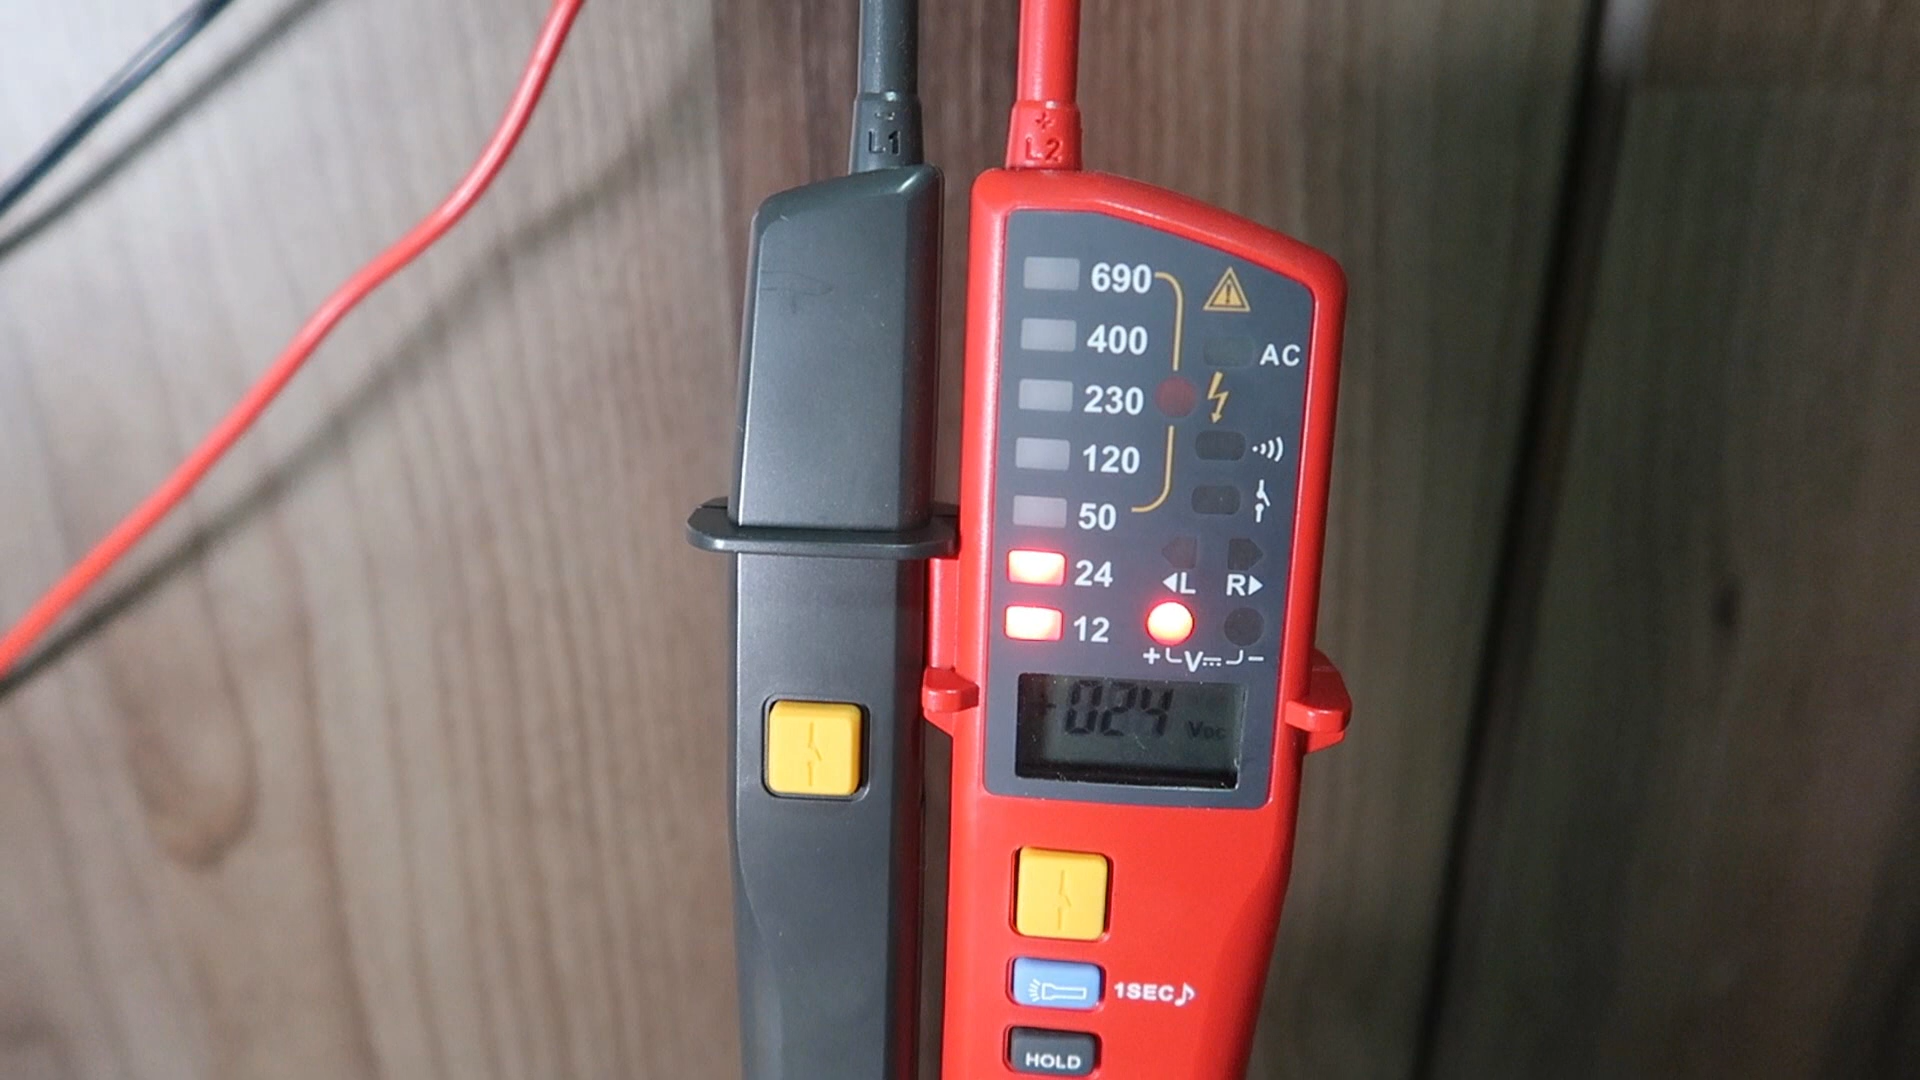 -
L1
+
L2
690
400
AC
230
120
50
24
L R
12
+ V -
+024 VDC
1SEC♪
HOLD